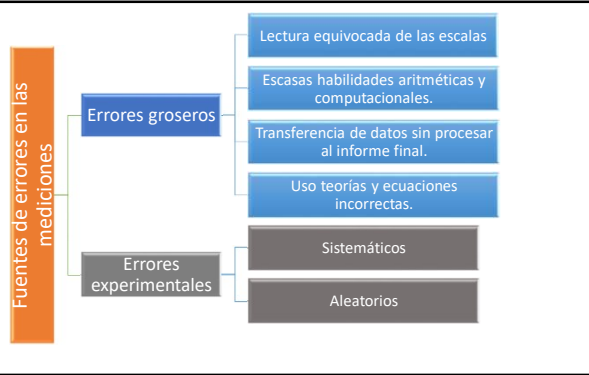 Fuentes de errores en las
mediciones
Errores groseros
Lectura equivocada de las escalas
Escasas habilidades aritméticas y
computacionales.
Transferencia de datos sin procesar
al informe final.
Uso teorías y ecuaciones
incorrectas.
Errores
experimentales
Sistemáticos
Aleatorios